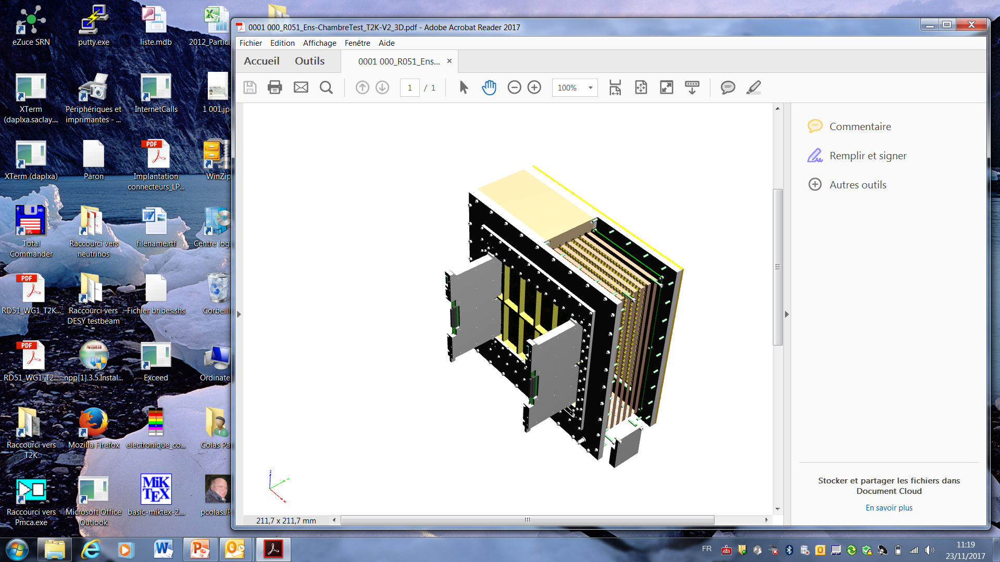 eZuce SRN
putty.exe
liste.mdb
2012_Partici
XTerm
(daplxa.saclay....
Périphériques et
imprimantes - ...
InternetCalls
1 001.jp
XTerm (daplxa)
Paron
PDF
Implantation
connecteurs_LP...
WinZip
Total
Commander
Raccourci vers
neutrinos
filename.rtf
Centre log
PDF
RD51_WG1_T2K...
Raccourci vers
DESY testbeam
Fichier bribes.shs
Corbeill
PDF
RD51_WG1_T2...
npp[1].3.5.Instal...
Exceed
Ordinate
Raccourci vers
T2K
Mozilla Firefox
electronique_co...
Colas Pa
Raccourci vers
Pmca.exe
Microsoft Office
Outlook
MiK
TEX
basic-miktex-2....
pcolas.JP
0001 000_R051_Ens-ChambreTest_T2K-V2_3D.pdf - Adobe Acrobat Reader 2017
Fichier Edition Affichage Fenêtre Aide
Accueil Outils 0001 000_R051_Ens... ×
1 / 1 100%
Commentaire
Remplir et signer
Autres outils
Stocker et partager les fichiers dans
Document Cloud
En savoir plus
211,7 x 211,7 mm
FR
11:19
23/11/2017